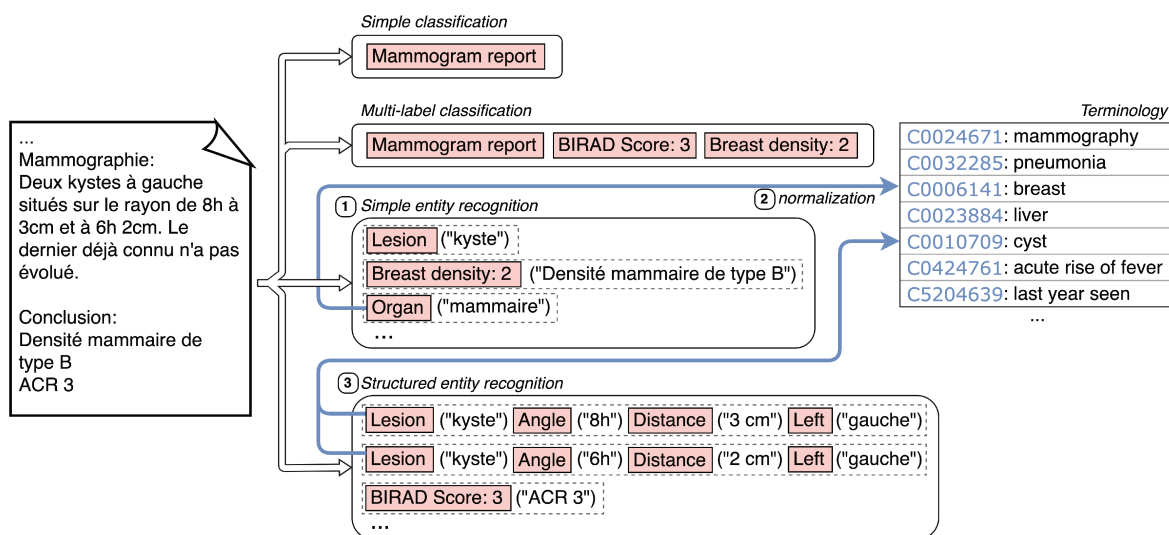 Simple classification
Mammogram report
Multi-label classification
Mammogram report BIRAD Score: 3 Breast density: 2
...
Mammographie:
Deux kystes à gauche
situés sur le rayon de 8h à
3cm et à 6h 2cm. Le
dernier déjà connu n'a pas
évolué.
Conclusion:
Densité mammaire de
type B
ACR 3
1 Simple entity recognition
Lesion ("kyste")
Breast density: 2 ("Densité mammaire de type B")
Organ ("mammaire")
...
2 normalization
Terminology
C0024671: mammography
C0032285: pneumonia
C0006141: breast
C0023884: liver
C0010709: cyst
C0424761: acute rise of fever
C5204639: last year seen
...
3 Structured entity recognition
Lesion ("kyste") Angle ("8h") Distance ("3 cm") Left ("gauche")
Lesion ("kyste") Angle ("6h") Distance ("2 cm") Left ("gauche")
BIRAD Score: 3 ("ACR 3")
...